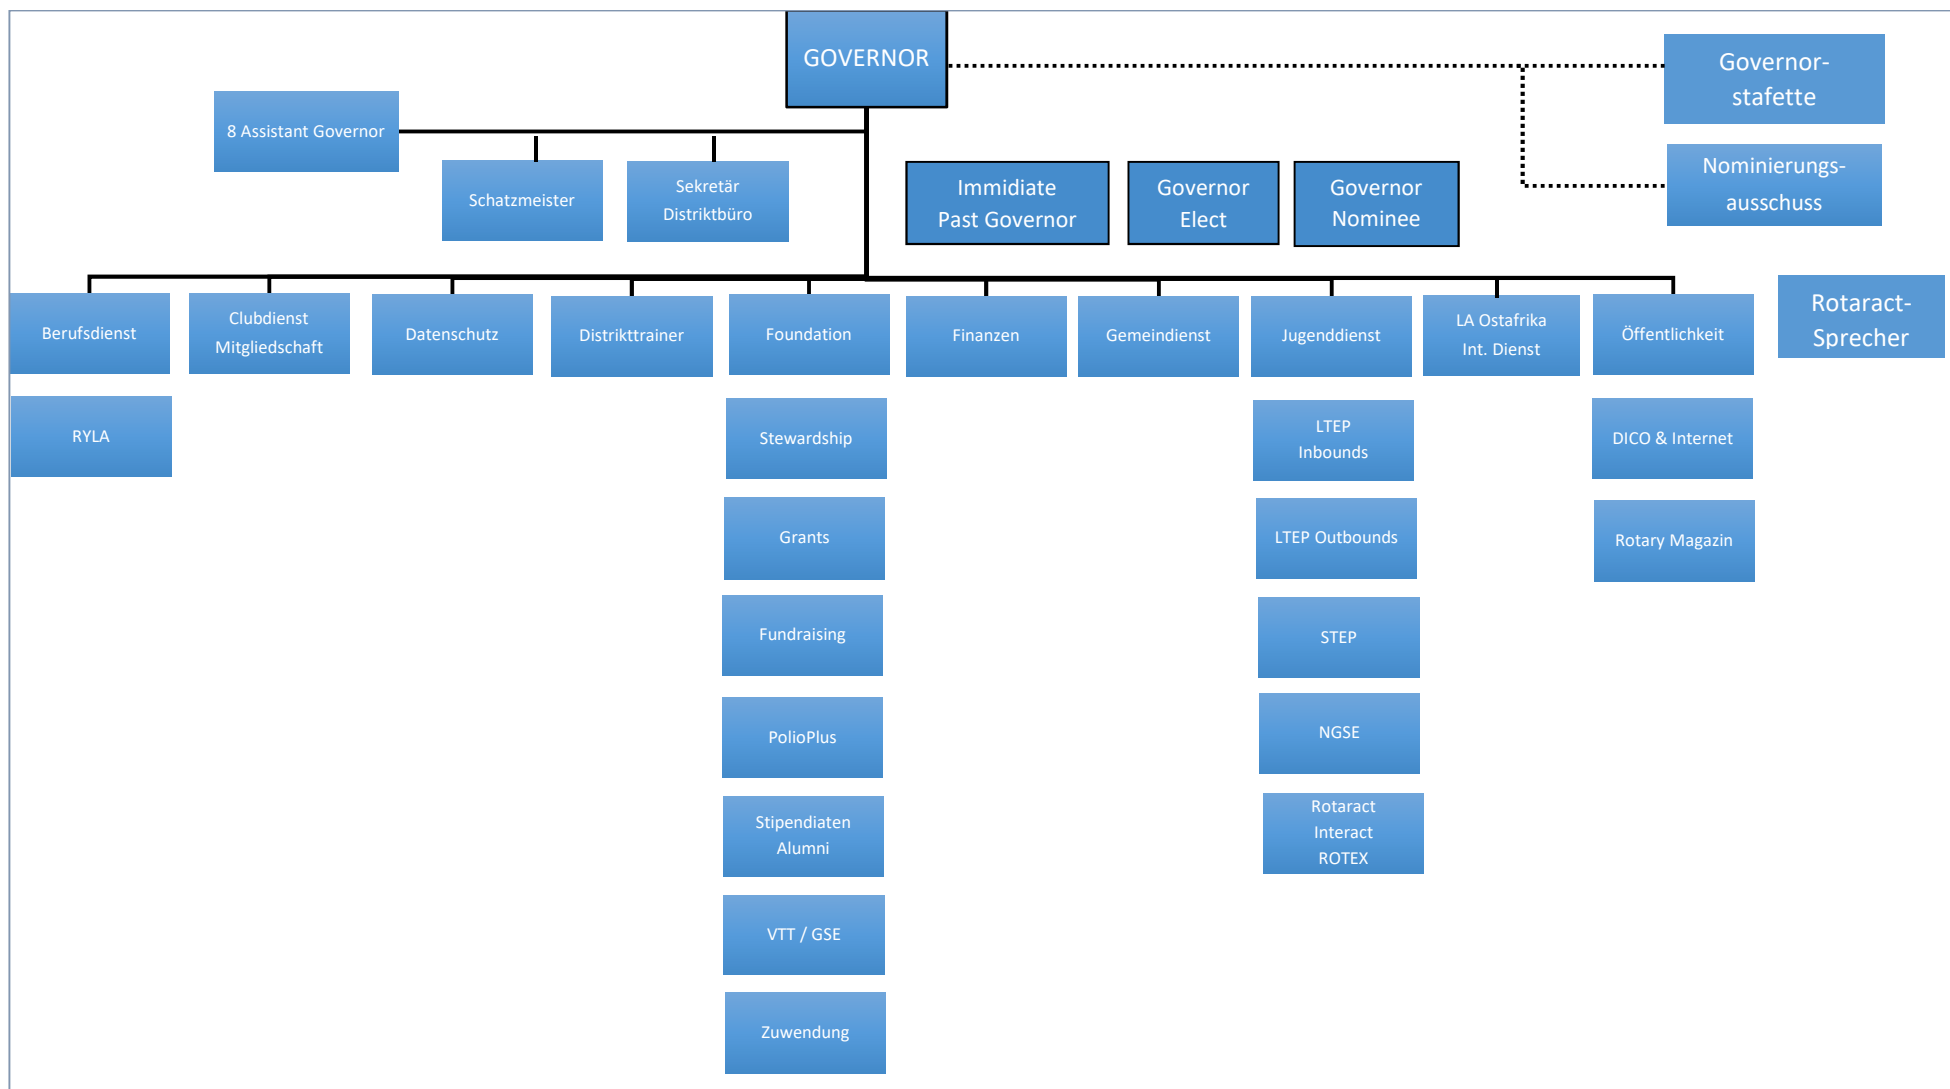 GOVERNOR
Governor-
stafette
8 Assistant Governor
Schatzmeister
Sekretär
Distriktbüro
Immidiate
Past Governor
Governor
Elect
Governor
Nominee
Nominierungs-
ausschuss
Berufsdienst
Clubdienst
Mitgliedschaft
Datenschutz
Distrikttrainer
Foundation
Finanzen
Gemeindienst
Jugenddienst
LA Ostafrika
Int. Dienst
Öffentlichkeit
Rotaract-
Sprecher
RYLA
Stewardship
Grants
Fundraising
PolioPlus
Stipendiaten
Alumni
VTT / GSE
Zuwendung
LTEP
Inbounds
LTEP Outbounds
STEP
NGSE
Rotaract
Interact
ROTEX
DICO & Internet
Rotary Magazin